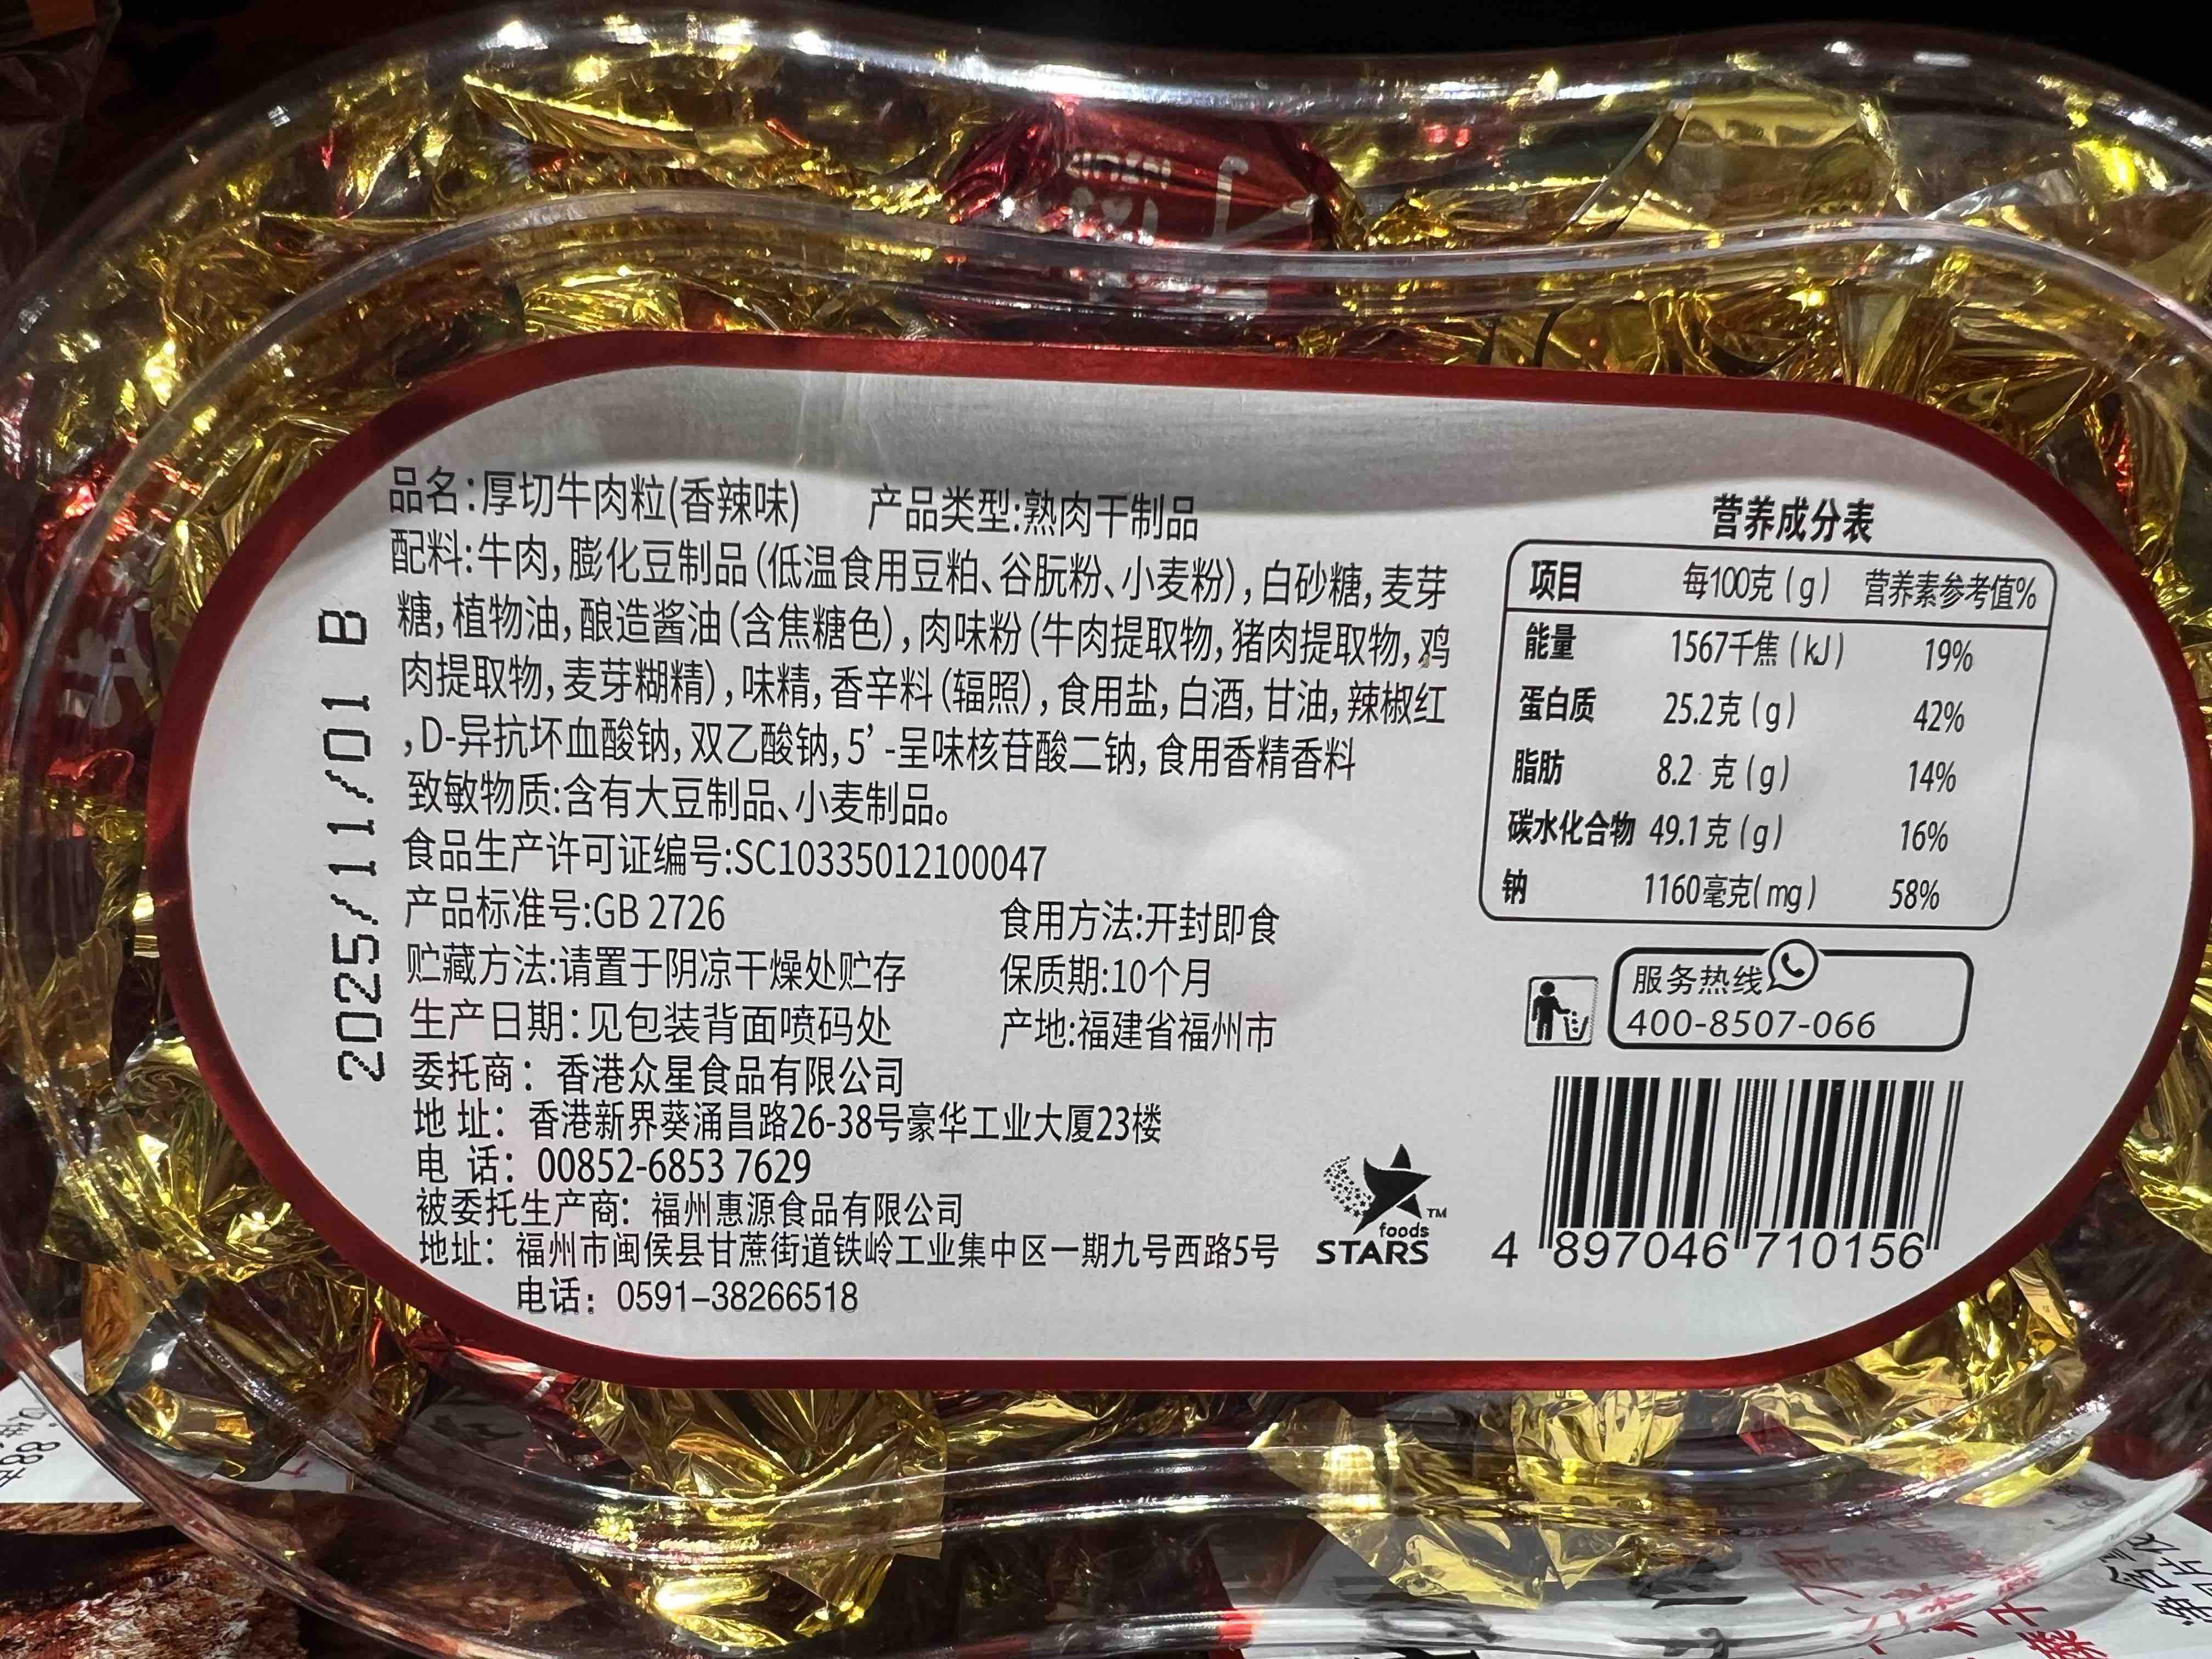 品名:厚切牛肉粒(香辣味) 产品类型:熟肉干制品
配料:牛肉,膨化豆制品(低温食用豆粕、谷朊粉、小麦粉),白砂糖,麦芽
糖,植物油,酿造酱油(含焦糖色),肉味粉(牛肉提取物,猪肉提取物,鸡
肉提取物,麦芽糊精),味精,香辛料(辐照),食用盐,白酒,甘油,辣椒红
,D-异抗坏血酸钠,双乙酸钠,5’-呈味核苷酸二钠,食用香精香料
致敏物质:含有大豆制品、小麦制品。
食品生产许可证编号:SC10335012100047
产品标准号:GB 2726 食用方法:开封即食
贮藏方法:请置于阴凉干燥处贮存 保质期:10个月
生产日期:见包装背面喷码处 产地:福建省福州市
委托商：香港众星食品有限公司
地 址：香港新界葵涌昌路26-38号豪华工业大厦23楼
电 话：00852-6853 7629
被委托生产商：福州惠源食品有限公司
地址：福州市闽侯县甘蔗街道铁岭工业集中区一期九号西路5号
电话：0591-38266518
2025/11/01 B
营养成分表
项目 每100克(g) 营养素参考值%
能量 1567千焦(kJ) 19%
蛋白质 25.2克(g) 42%
脂肪 8.2 克(g) 14%
碳水化合物 49.1克(g) 16%
钠 1160毫克(mg) 58%
服务热线
400-8507-066
foods TM
STARS
4 897046 710156